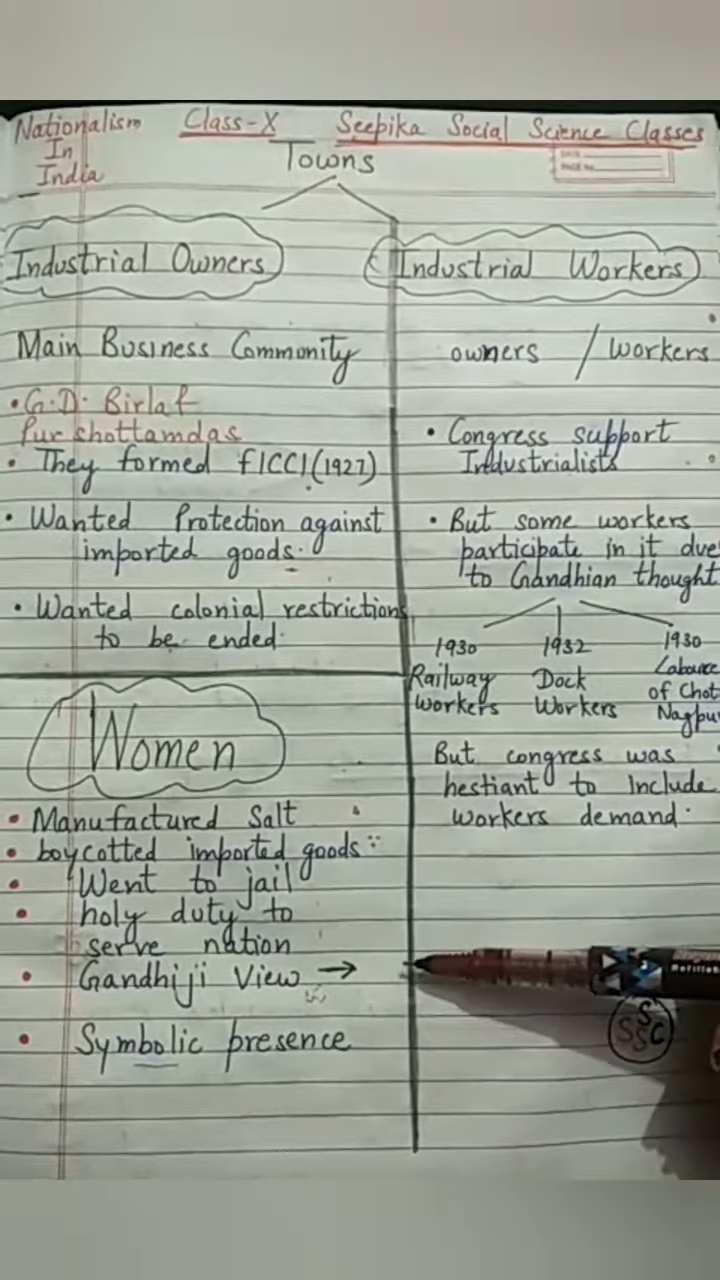 Nationalism
In
India
Class-X
Seepika Social Science Classes
Towns
Industrial Owners
Main Business Community
• G.D. Birla &
Purshottamdas
• They formed FICCI (1927)
• Wanted Protection against
imported goods.
• Wanted colonial restrictions
to be ended.
Industrial Workers
owners / workers
• Congress support
Industrialists
• But some workers
participate in it due
to Gandhian thought
1930
Railway
workers
1932
Dock
Workers
1930
of Chot
Nagpur
But congress was
hestiant to Include
workers demand.
Women
• Manufactured Salt
• boycotted imported goods
• Went to jail
• holy duty to
serve nation
• Gandhiji View →
• Symbolic presence
SSSC